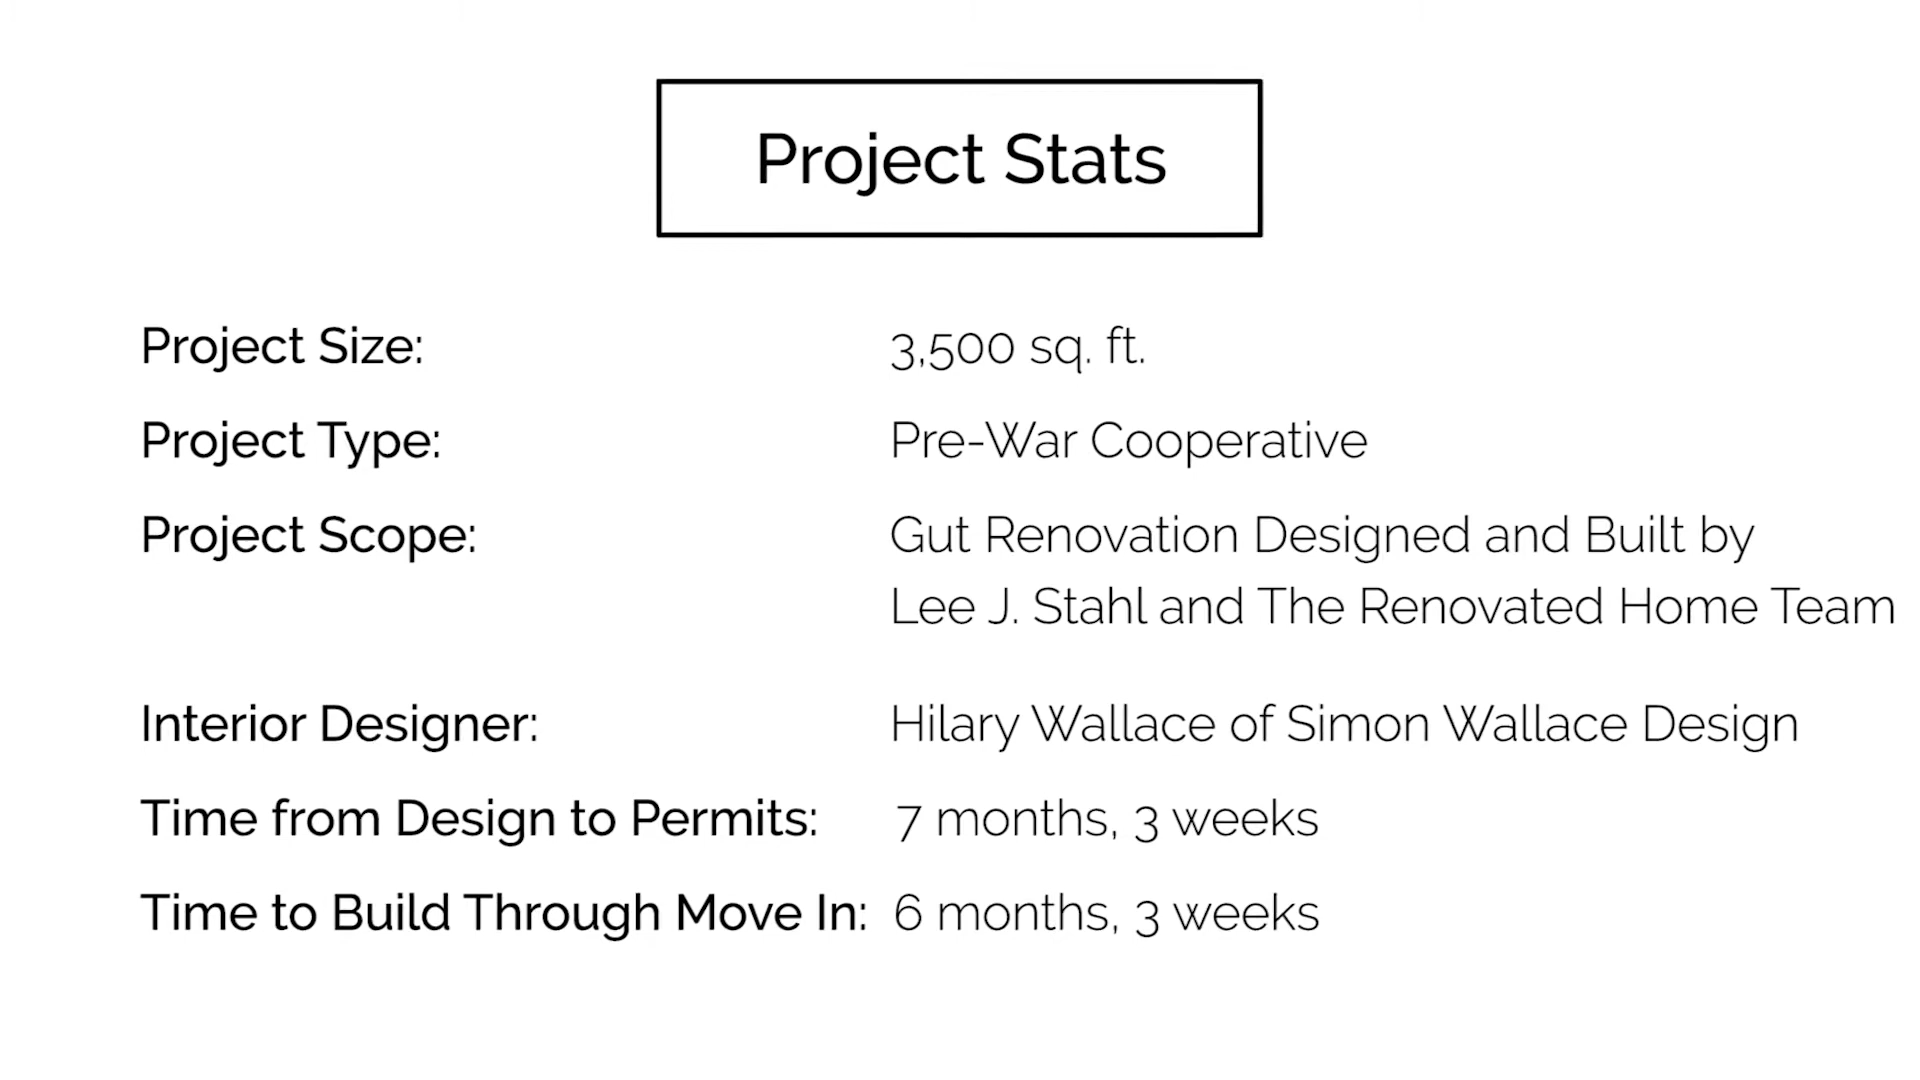 Project Stats
Project Size: 3,500 sq. ft.
Project Type: Pre-War Cooperative
Project Scope: Gut Renovation Designed and Built by
Lee J. Stahl and The Renovated Home Team
Interior Designer: Hilary Wallace of Simon Wallace Design
Time from Design to Permits: 7 months, 3 weeks
Time to Build Through Move In: 6 months, 3 weeks